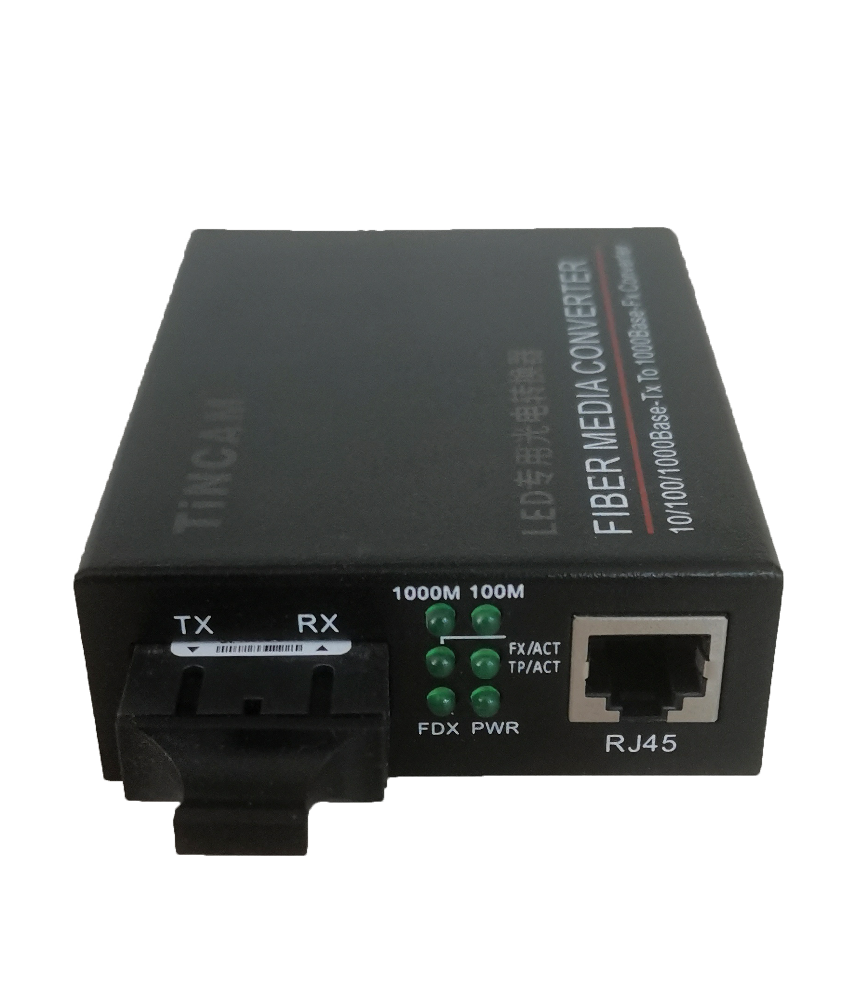 TiNCAM
LED专用光电转换器
FIBER MEDIA CONVERTER
10/100/1000Base-Tx To 1000Base-Fx Converter
1000M 100M
TX RX
FX/ACT
TP/ACT
FDX PWR
RJ45